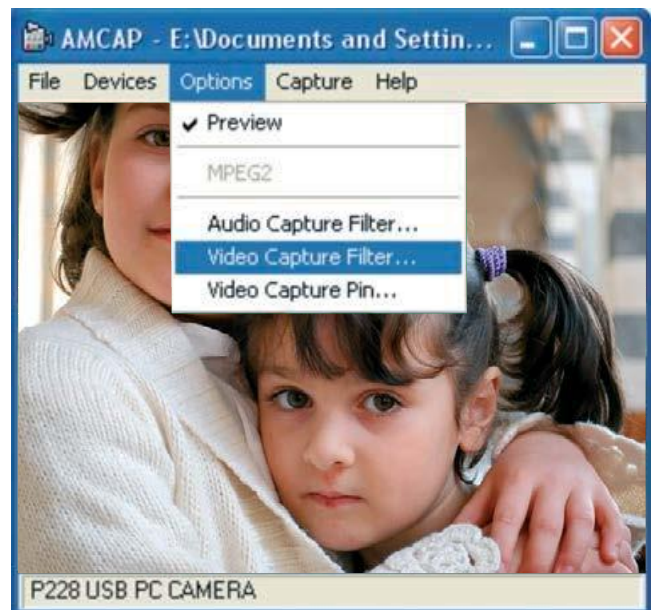 AMCAP - E:\Documents and Settin...
File Devices Options Capture Help
✔ Preview
MPEG2
Audio Capture Filter...
Video Capture Filter...
Video Capture Pin...
P228 USB PC CAMERA